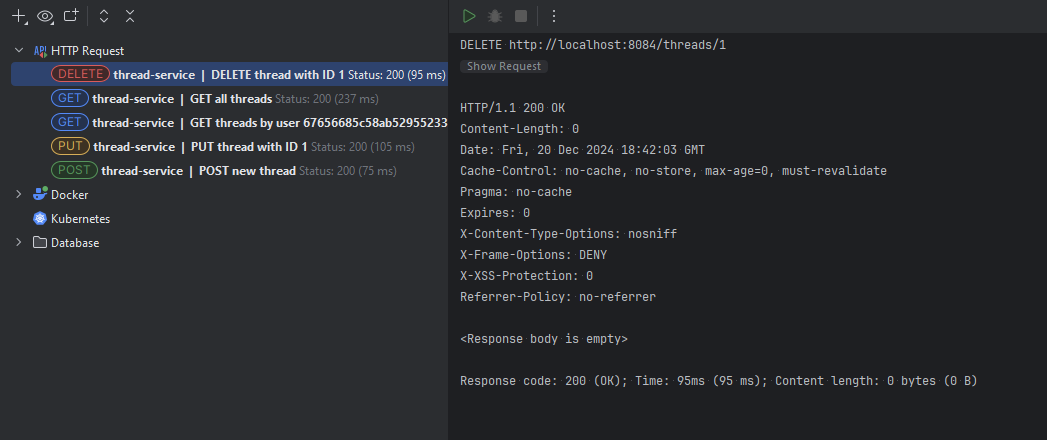 HTTP Request
DELETE thread-service | DELETE thread with ID 1 Status: 200 (95 ms)
GET thread-service | GET all threads Status: 200 (237 ms)
GET thread-service | GET threads by user 67656685c58ab52955233
PUT thread-service | PUT thread with ID 1 Status: 200 (105 ms)
POST thread-service | POST new thread Status: 200 (75 ms)
Docker
Kubernetes
Database
DELETE http://localhost:8084/threads/1
Show Request
HTTP/1.1 200 OK
Content-Length: 0
Date: Fri, 20 Dec 2024 18:42:03 GMT
Cache-Control: no-cache, no-store, max-age=0, must-revalidate
Pragma: no-cache
Expires: 0
X-Content-Type-Options: nosniff
X-Frame-Options: DENY
X-XSS-Protection: 0
Referrer-Policy: no-referrer
<Response body is empty>
Response code: 200 (OK); Time: 95ms (95 ms); Content length: 0 bytes (0 B)